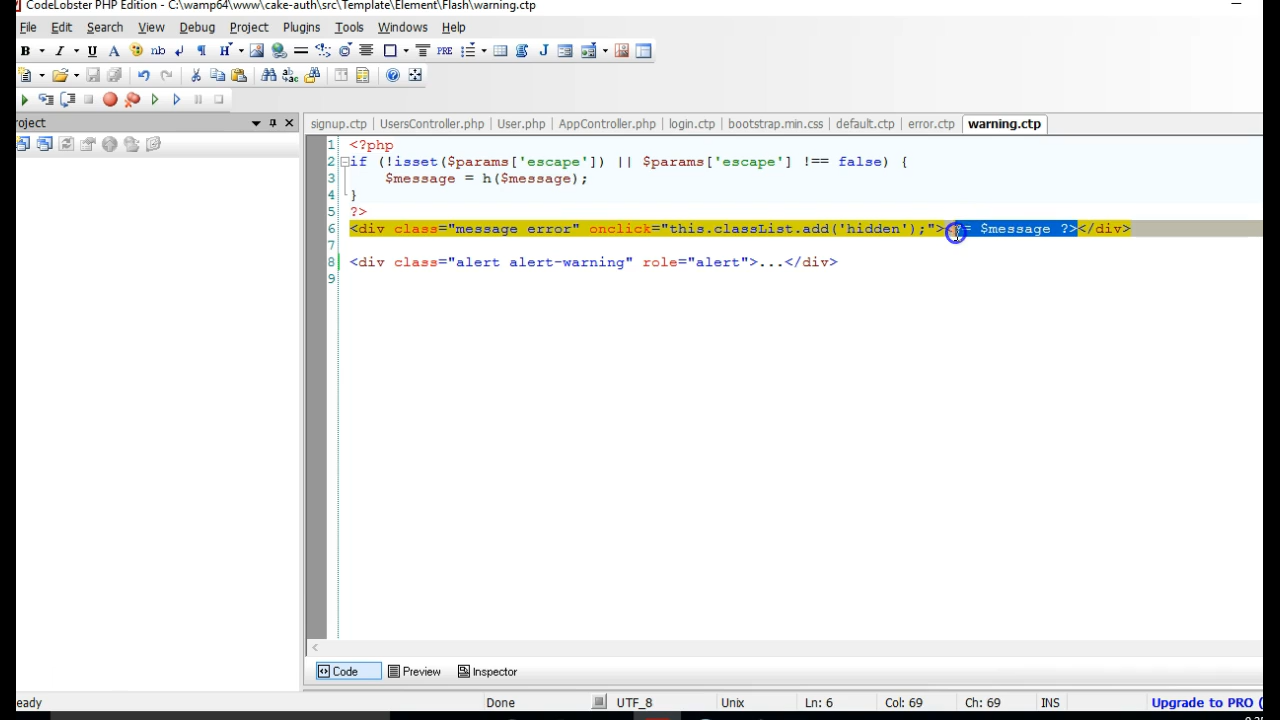 CodeLobster PHP Edition - C:\wamp64\www\cake-auth\src\Template\Element\Flash\warning.ctp
File Edit Search View Debug Project Plugins Tools Windows Help
B I U A nb ¶ H PRE J
roject
signup.ctp UsersController.php User.php AppController.php login.ctp bootstrap.min.css default.ctp error.ctp warning.ctp
1 <?php
2 if (!isset($params['escape']) || $params['escape'] !== false) {
3 $message = h($message);
4 }
5 ?>
6 <div class="message error" onclick="this.classList.add('hidden');"><?= $message ?></div>
7
8 <div class="alert alert-warning" role="alert">...</div>
9
Code Preview Inspector
eady Done UTF_8 Unix Ln: 6 Col: 69 Ch: 69 INS Upgrade to PRO (